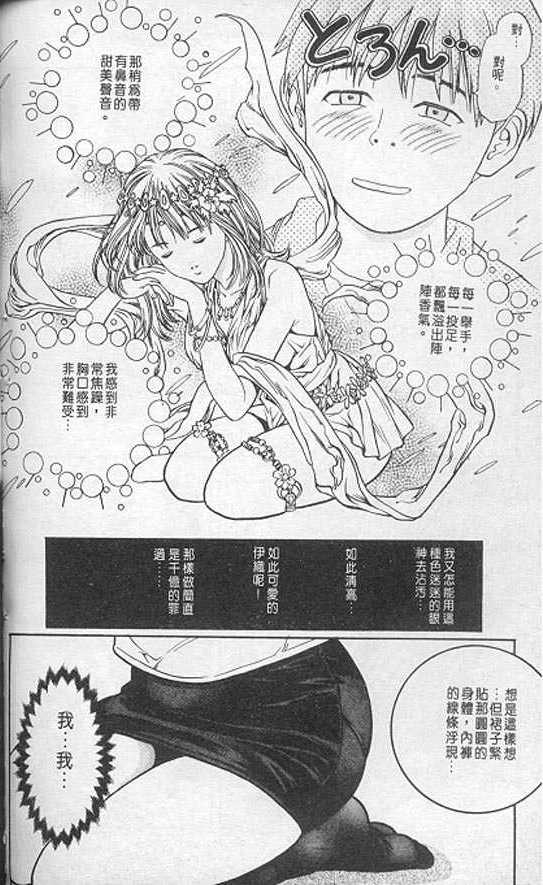 對…
對呢。
とろん…
那稍為帶
有鼻音的
甜美聲音。
每一舉手,
每一投足,
都飄溢出陣
陣香氣。
我感到非
常焦躁,
胸口感到
非常難受…
我又怎能用這
種色迷迷的眼
神去沾污…
如此清高…
如此可愛的
伊織呢!
那樣做簡直
是千億的罪
過……
想是這樣想
…但裙子緊
貼那圓圓的
身體,內褲
的線條浮現…
我…我…